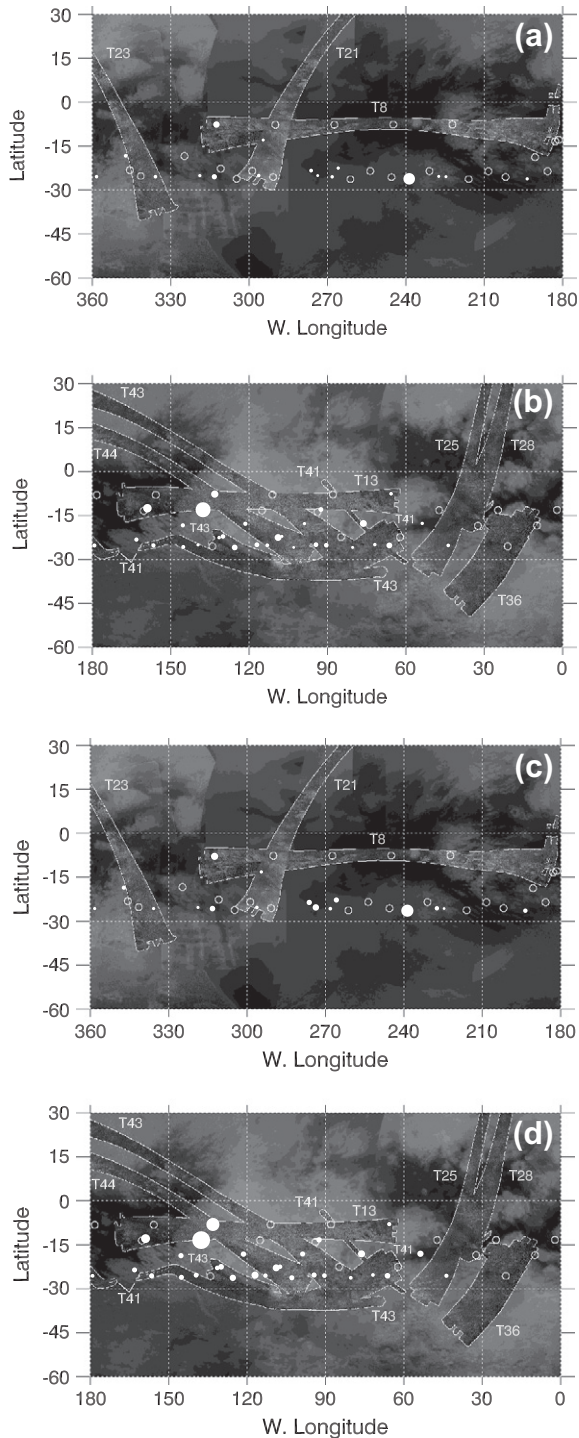 30
(a)
T23
T21
15
0
T8
-15
-30
-45
-60
Latitude
360 330 300 270 240 210 180
W. Longitude
30
T43
(b)
15
T44
T25 T28
0
T41
T13
-15
T43
T41
-30
T41
T43
T36
-45
-60
Latitude
180 150 120 90 60 30 0
W. Longitude
30
(c)
T23
T21
15
0
T8
-15
-30
-45
-60
Latitude
360 330 300 270 240 210 180
W. Longitude
30
T43
(d)
15
T44
T25 T28
0
T41
T13
-15
T43
T41
-30
T41
T43
T36
-45
-60
Latitude
180 150 120 90 60 30 0
W. Longitude